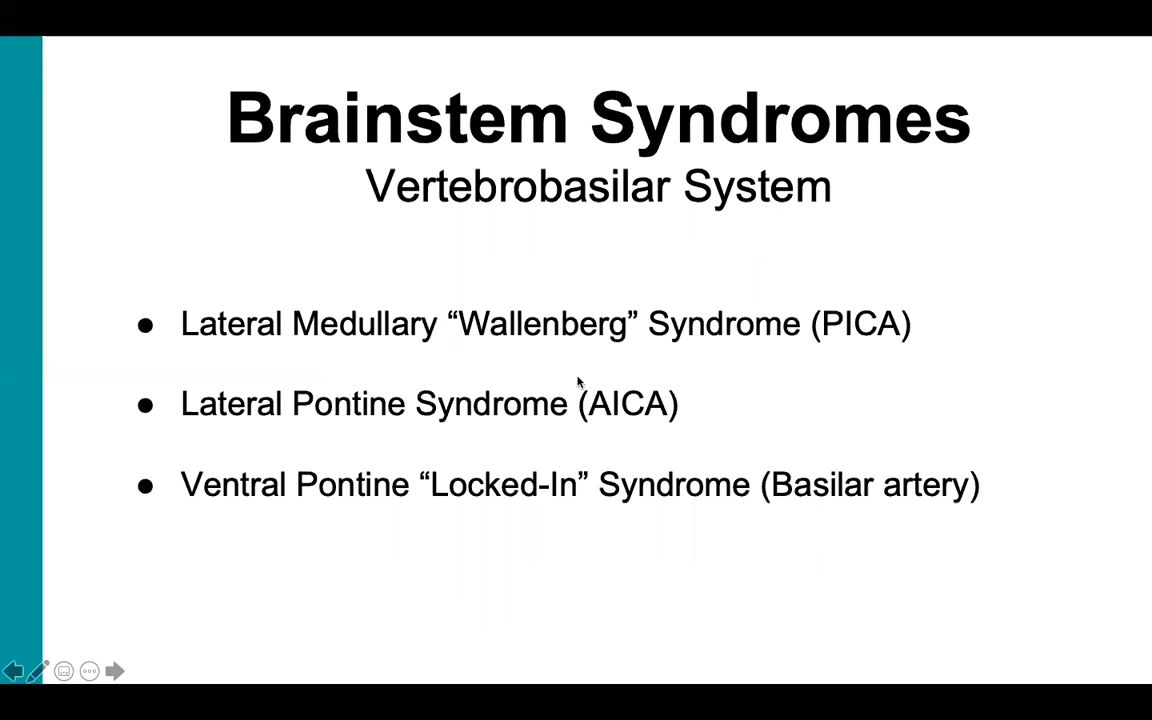 Brainstem Syndromes
Vertebrobasilar System
● Lateral Medullary “Wallenberg” Syndrome (PICA)
● Lateral Pontine Syndrome (AICA)
● Ventral Pontine “Locked-In” Syndrome (Basilar artery)